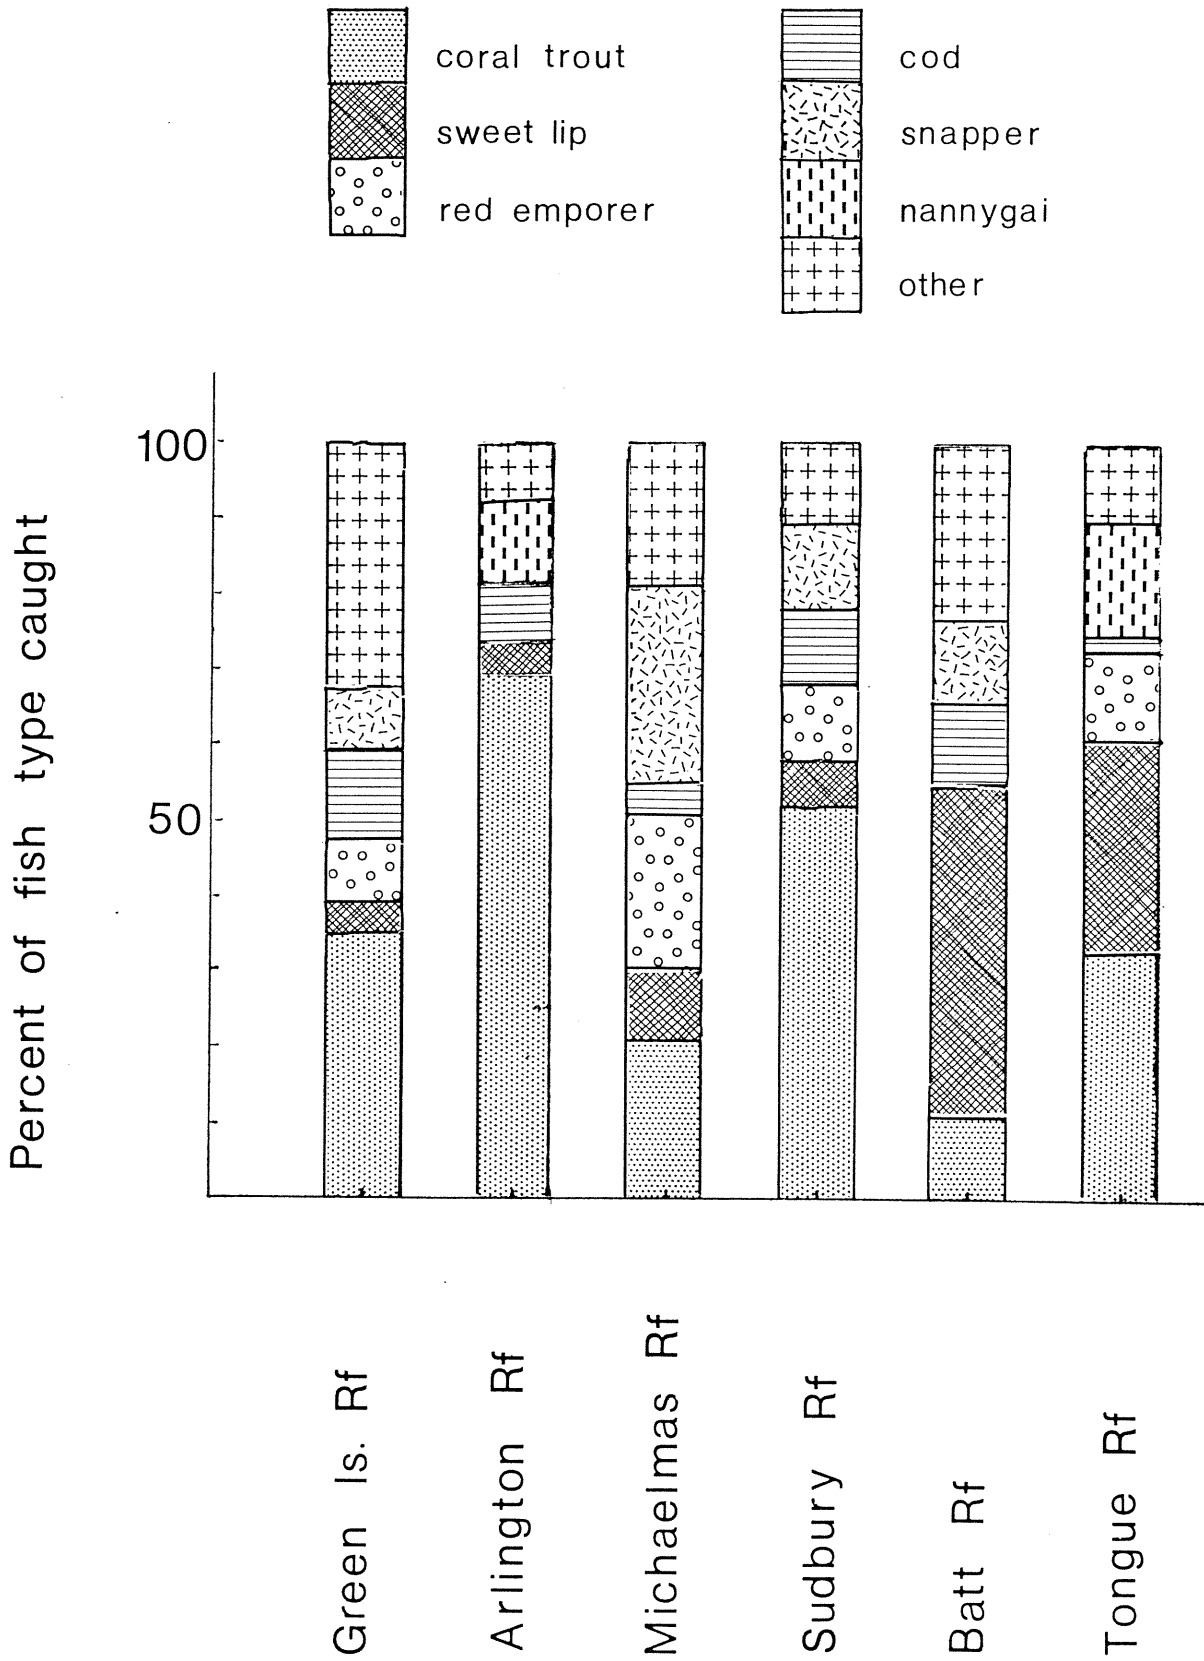 coral trout
sweet lip
red emporer
cod
snapper
nannygai
other
Percent of fish type caught
100
50
Green Is. Rf
Arlington Rf
Michaelmas Rf
Sudbury Rf
Batt Rf
Tongue Rf